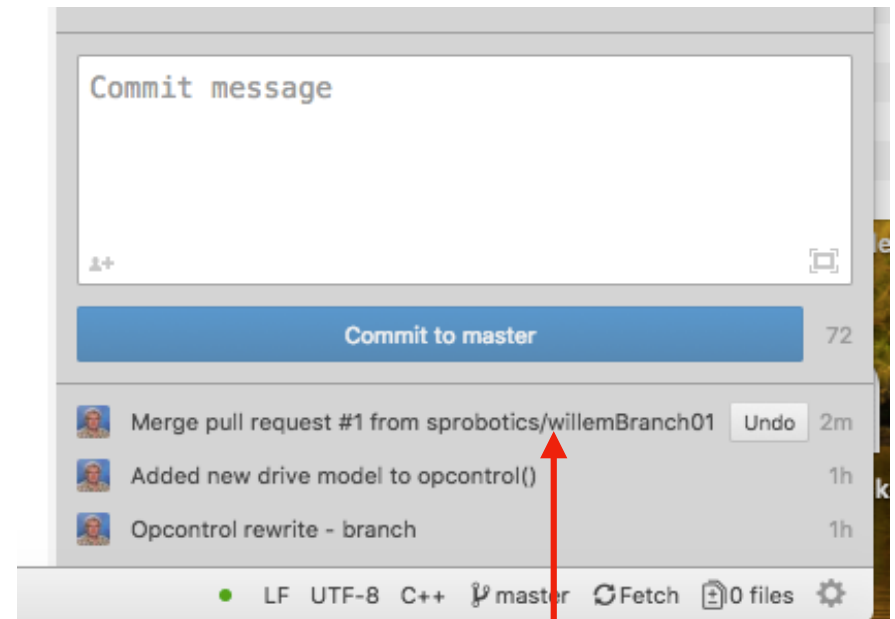 Commit message
Commit to master 72
Merge pull request #1 from sprobotics/willemBranch01 Undo 2m
Added new drive model to opcontrol() 1h
Opcontrol rewrite - branch 1h
LF UTF-8 C++ master Fetch 0 files